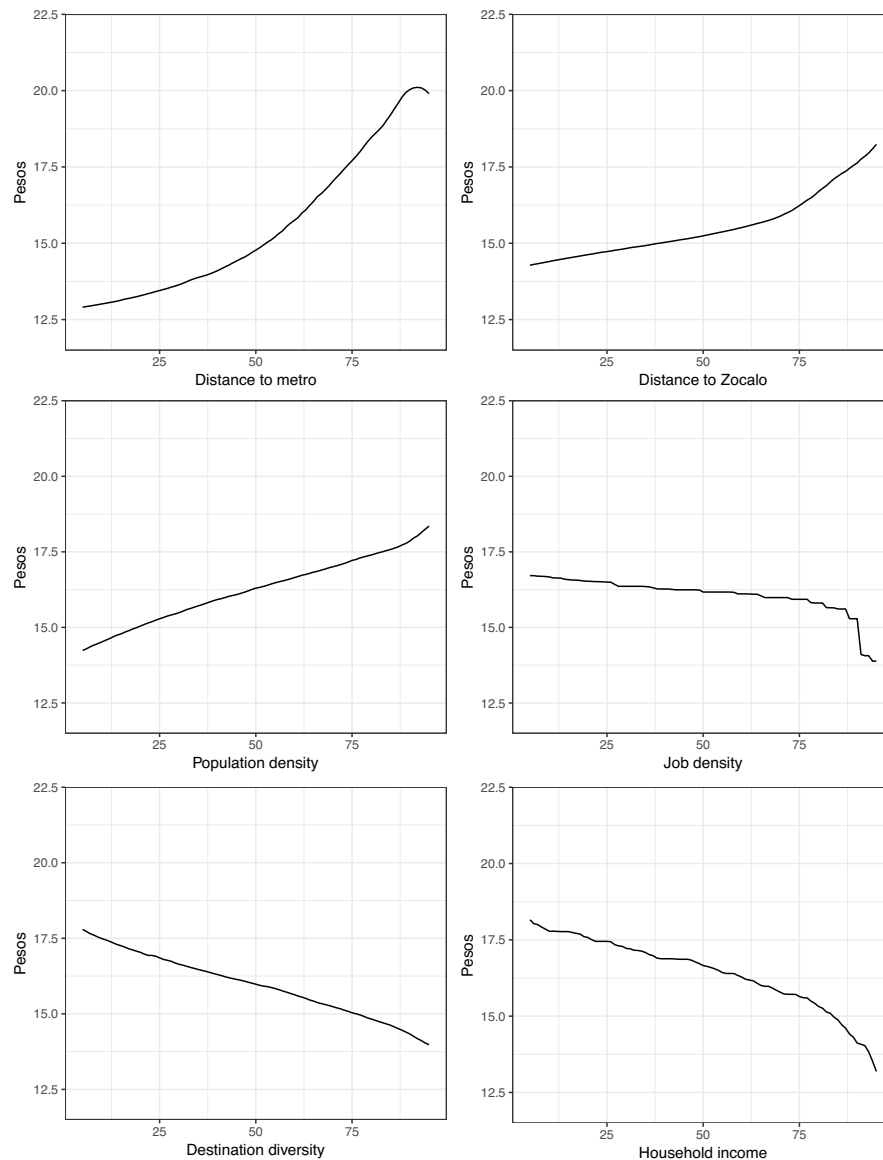 22.5
20.0
17.5
15.0
12.5
Pesos
25 50 75
Distance to metro
22.5
20.0
17.5
15.0
12.5
Pesos
25 50 75
Distance to Zocalo
22.5
20.0
17.5
15.0
12.5
Pesos
25 50 75
Population density
22.5
20.0
17.5
15.0
12.5
Pesos
25 50 75
Job density
22.5
20.0
17.5
15.0
12.5
Pesos
25 50 75
Destination diversity
22.5
20.0
17.5
15.0
12.5
Pesos
25 50 75
Household income